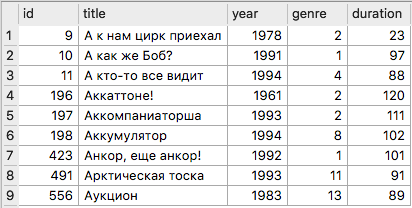 id title year genre duration
1 9 А к нам цирк приехал 1978 2 23
2 10 А как же Боб? 1991 1 97
3 11 А кто-то все видит 1994 4 88
4 196 Аккаттоне! 1961 2 120
5 197 Аккомпаниаторша 1993 2 111
6 198 Аккумулятор 1994 8 102
7 423 Анкор, еще анкор! 1992 1 101
8 491 Арктическая тоска 1993 11 91
9 556 Аукцион 1983 13 89